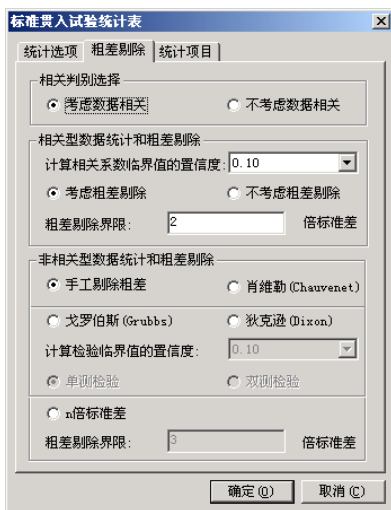 标准贯入试验统计表
统计选项 粗差剔除 统计项目
相关判别选择
考虑数据相关 不考虑数据相关
相关型数据统计和粗差剔除
计算相关系数临界值的置信度: 0.10
考虑粗差剔除 不考虑粗差剔除
粗差剔除界限: 2 倍标准差
非相关型数据统计和粗差剔除
手工剔除粗差 肖维勒(Chauvenet)
戈罗伯斯(Grubbs) 狄克逊(Dixon)
计算检验临界值的置信度: 0.10
单测检验 双测检验
n倍标准差
粗差剔除界限: 3 倍标准差
确定(O) 取消(C)